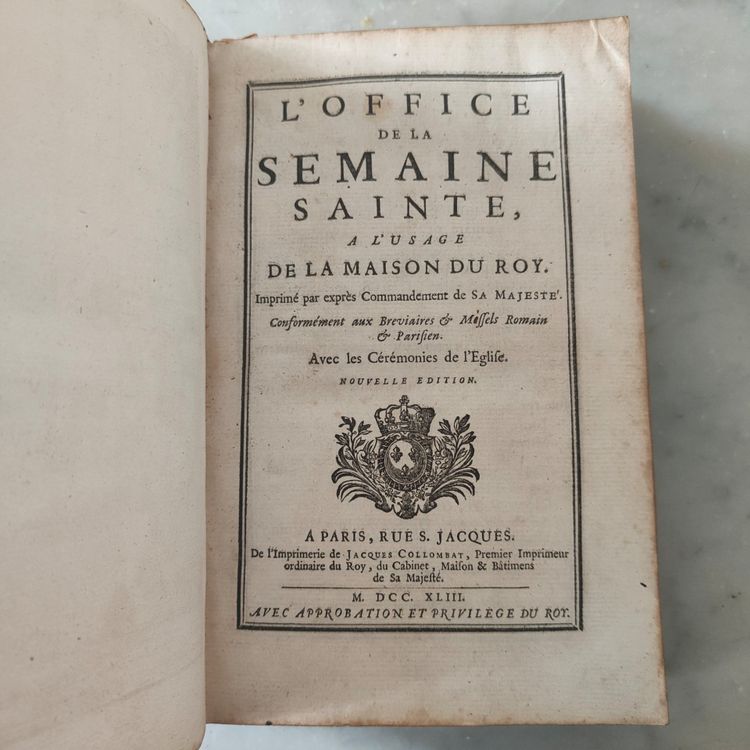 L'OFFICE
DE LA
SEMAINE
SAINTE,
A L'USAGE
DE LA MAISON DU ROY.
Imprimé par exprès Commandement de SA MAJESTE'.
Conformément aux Breviaires & Messels Romain
& Pariſien.
Avec les Cérémonies de l'Egliſe.
NOUVELLE EDITION.
A PARIS, RUE S. JACQUES.
De l'Imprimerie de JACQUES COLLOMBAT, Premier Imprimeur
ordinaire du Roy, du Cabinet, Maiſon & Bâtimens
de Sa Majeſté.
M. DCC. XLIII.
AVEC APPROBATION ET PRIVILÈGE DU ROY.